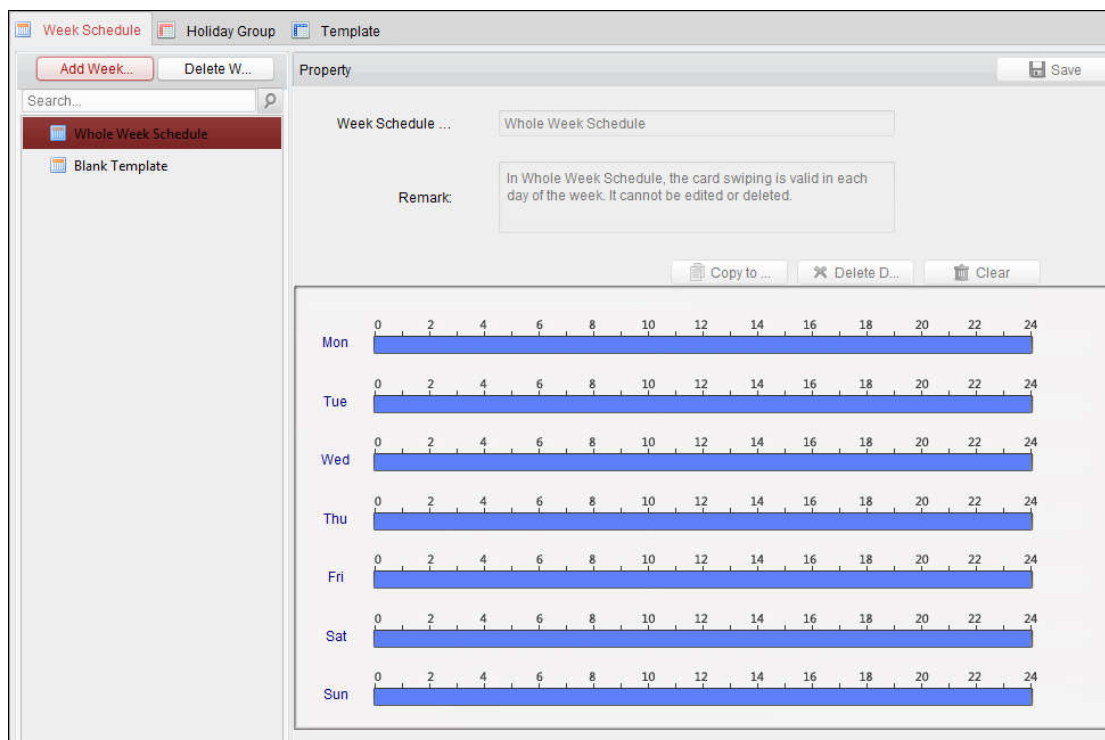 Week Schedule Holiday Group Template
Add Week... Delete W... Property Save
Search...
Whole Week Schedule
Blank Template
Week Schedule ... Whole Week Schedule
Remark: In Whole Week Schedule, the card swiping is valid in each
day of the week. It cannot be edited or deleted.
Copy to ... Delete D... Clear
0 2 4 6 8 10 12 14 16 18 20 22 24
Mon
0 2 4 6 8 10 12 14 16 18 20 22 24
Tue
0 2 4 6 8 10 12 14 16 18 20 22 24
Wed
0 2 4 6 8 10 12 14 16 18 20 22 24
Thu
0 2 4 6 8 10 12 14 16 18 20 22 24
Fri
0 2 4 6 8 10 12 14 16 18 20 22 24
Sat
0 2 4 6 8 10 12 14 16 18 20 22 24
Sun